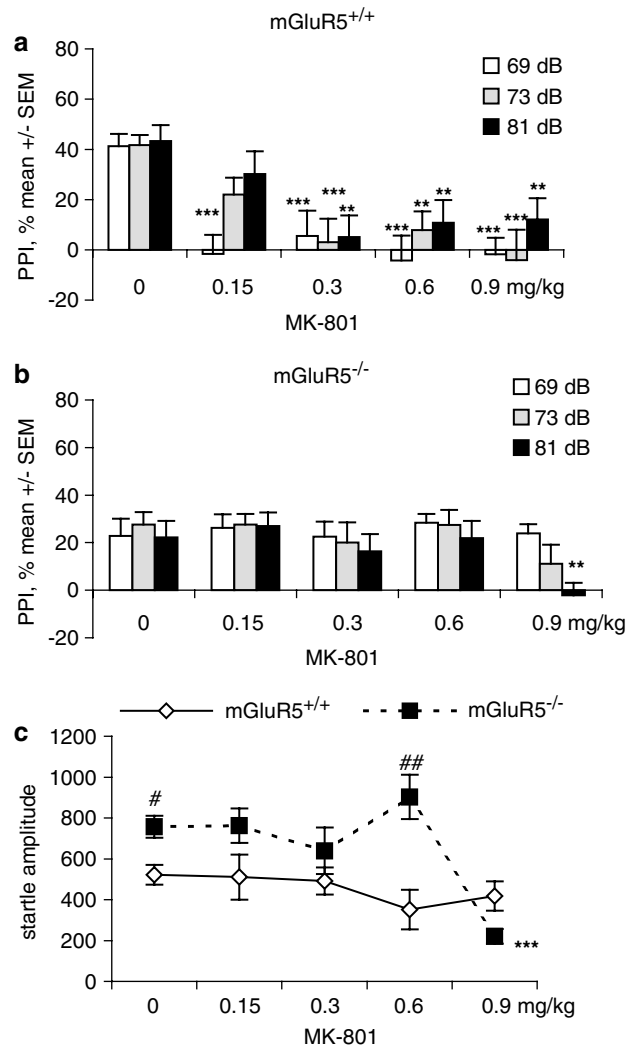 a
mGluR5+/+
PPI, % mean +/- SEM
80
60
40
20
0
-20
69 dB
73 dB
81 dB
***
***
***
**
***
**
**
***
***
**
0
0.15
0.3
0.6
0.9 mg/kg
MK-801
b
mGluR5-/-
PPI, % mean +/- SEM
80
60
40
20
0
-20
69 dB
73 dB
81 dB
**
0
0.15
0.3
0.6
0.9 mg/kg
MK-801
mGluR5+/+
mGluR5-/-
c
startle amplitude
1200
1000
800
600
400
200
0
#
##
***
0
0.15
0.3
0.6
0.9 mg/kg
MK-801